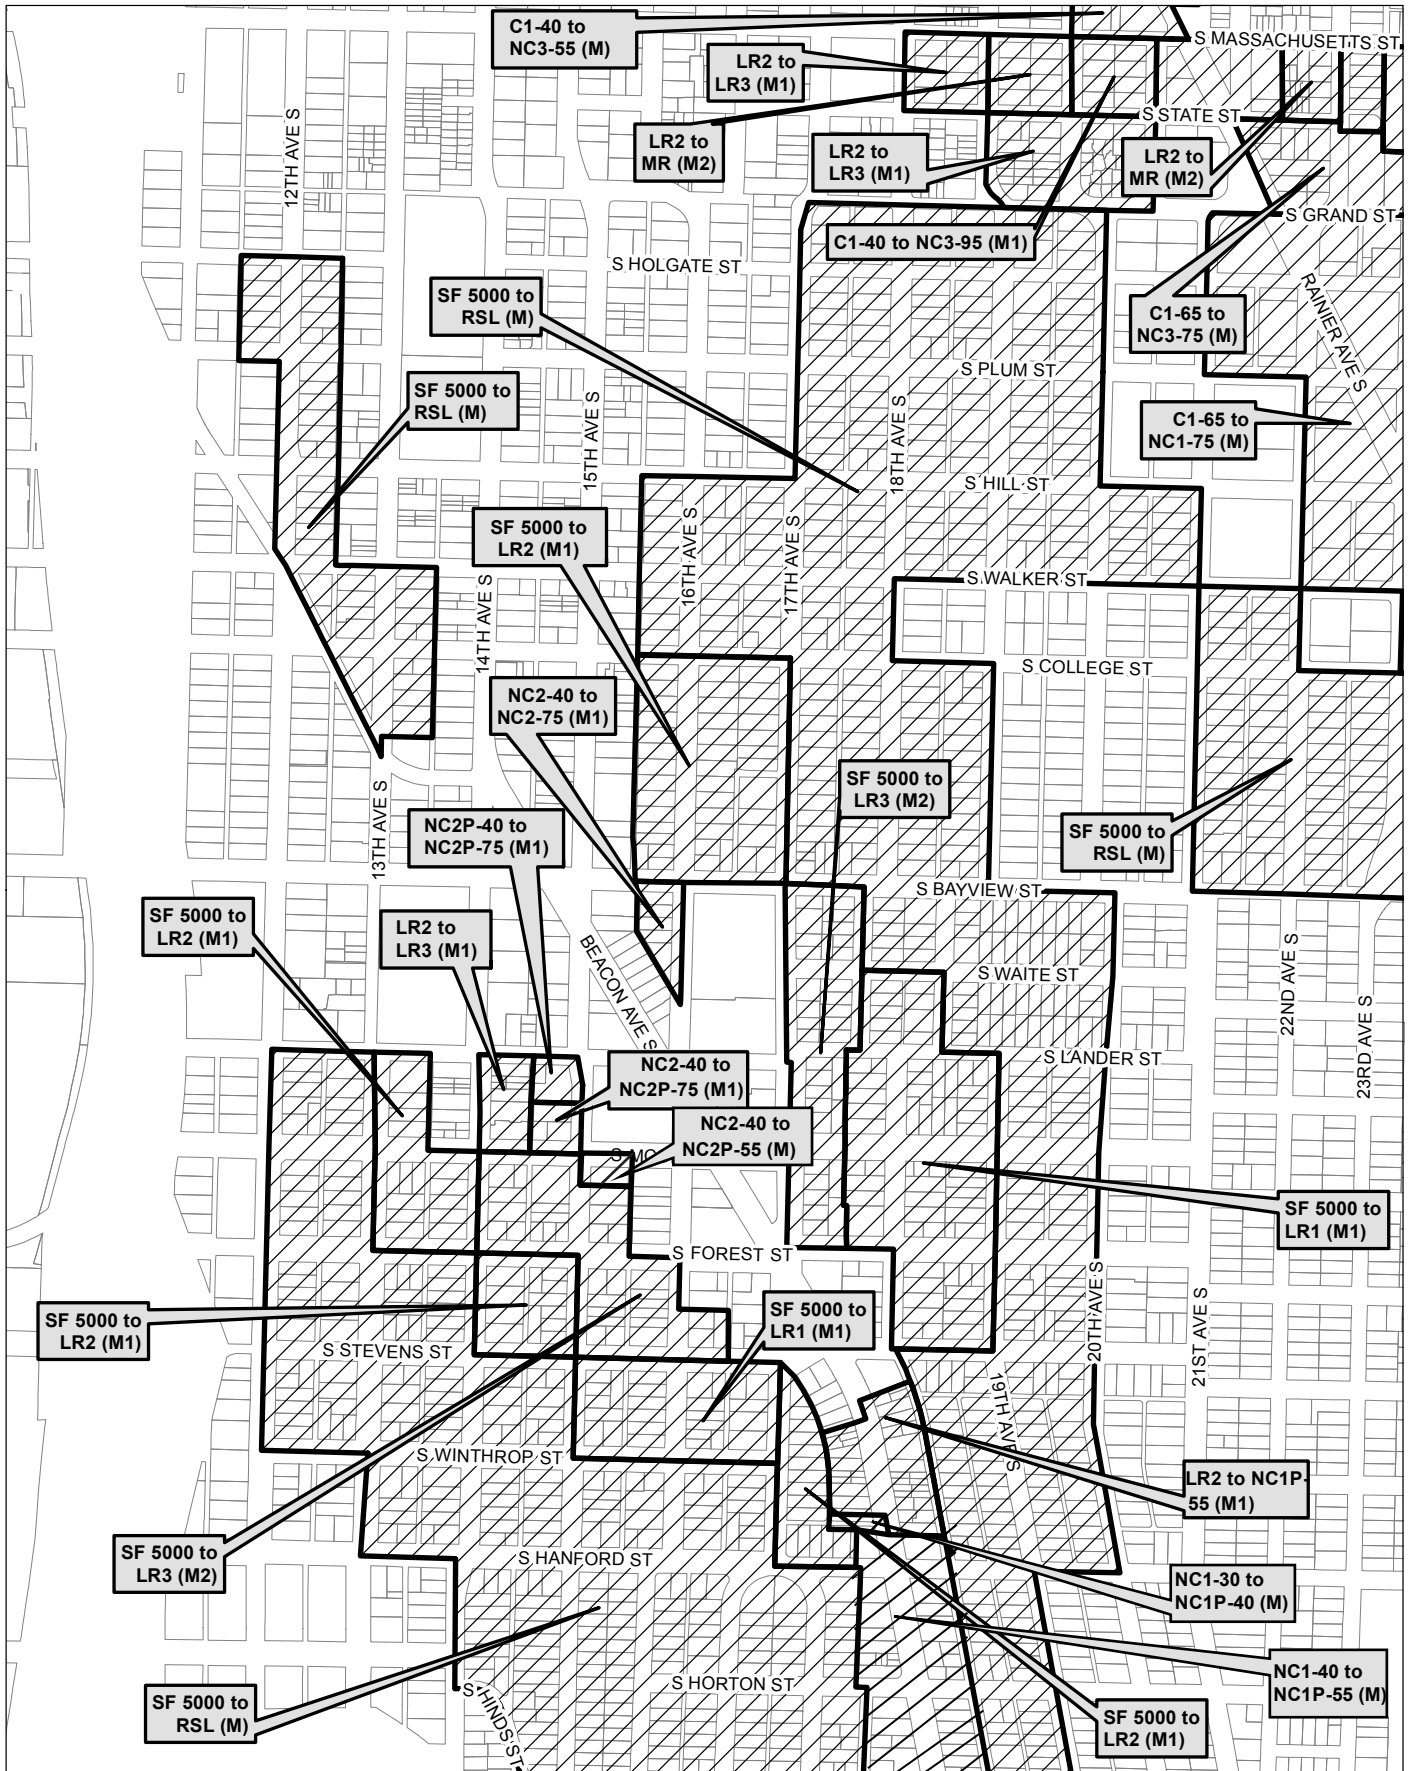 C1-40 to
NC3-55 (M)
S MASSACHUSETTS ST
LR2 to
LR3 (M1)
S STATE ST
12TH AVE S
LR2 to
MR (M2)
LR2 to
LR3 (M1)
LR2 to
MR (M2)
S GRAND ST
C1-40 to NC3-95 (M1)
S HOLGATE ST
SF 5000 to
RSL (M)
C1-65 to
NC3-75 (M)
RAINIER AVE S
S PLUM ST
SF 5000 to
RSL (M)
15TH AVE S
18TH AVE S
C1-65 to
NC1-75 (M)
S HILL ST
SF 5000 to
LR2 (M1)
16TH AVE S
17TH AVE S
S WALKER ST
14TH AVE S
S COLLEGE ST
NC2-40 to
NC2-75 (M1)
SF 5000 to
LR3 (M2)
13TH AVE S
NC2P-40 to
NC2P-75 (M1)
SF 5000 to
RSL (M)
S BAYVIEW ST
SF 5000 to
LR2 (M1)
LR2 to
LR3 (M1)
BEACON AVE S
S WAITE ST
22ND AVE S
23RD AVE S
S LANDER ST
NC2-40 to
NC2P-75 (M1)
NC2-40 to
NC2P-55 (M)
SF 5000 to
LR1 (M1)
S FOREST ST
SF 5000 to
LR2 (M1)
SF 5000 to
LR1 (M1)
20TH AVE S
21ST AVE S
S STEVENS ST
19TH AVE S
S WINTHROP ST
LR2 to NC1P-
55 (M1)
SF 5000 to
LR3 (M2)
S HANFORD ST
NC1-30 to
NC1P-40 (M)
NC1-40 to
NC1P-55 (M)
S HORTON ST
SF 5000 to
RSL (M)
S HINDS ST
SF 5000 to
LR2 (M1)